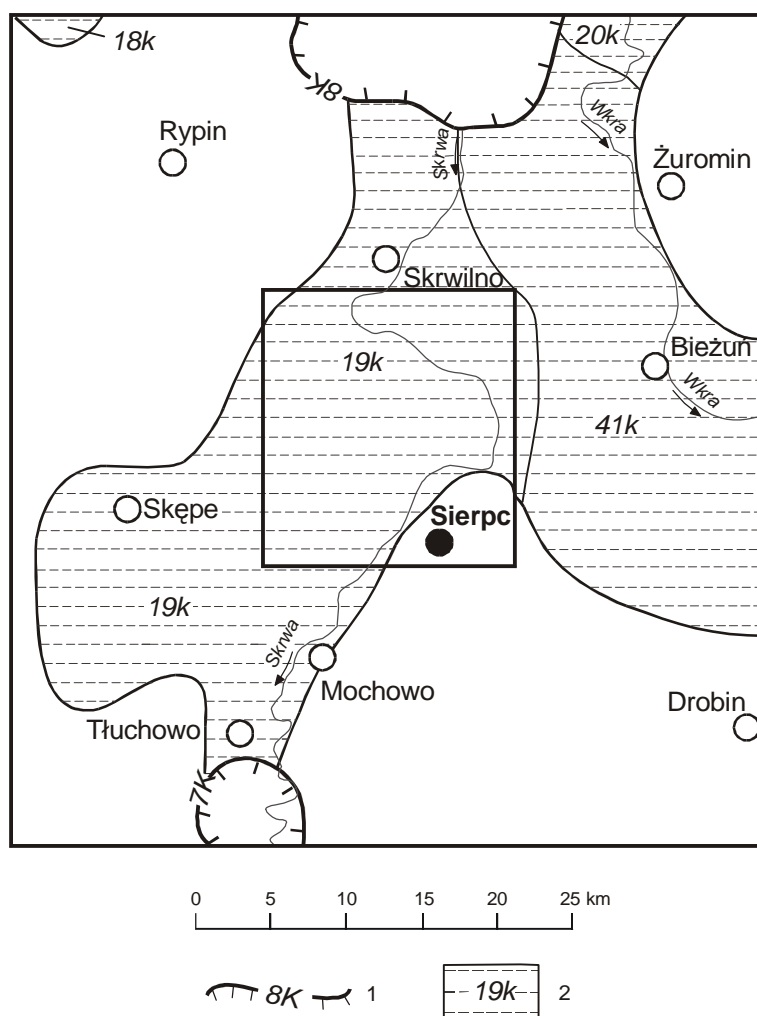 18k
20k
8K
Rypin
Skrwa
Wkra
Żuromin
Skrwilno
19k
Bieżuń
Wkra
41k
Skępe
Sierpc
19k
Skrwa
Mochowo
Tłuchowo
Drobin
7K
0 5 10 15 20 25 km
8K 1 19k 2